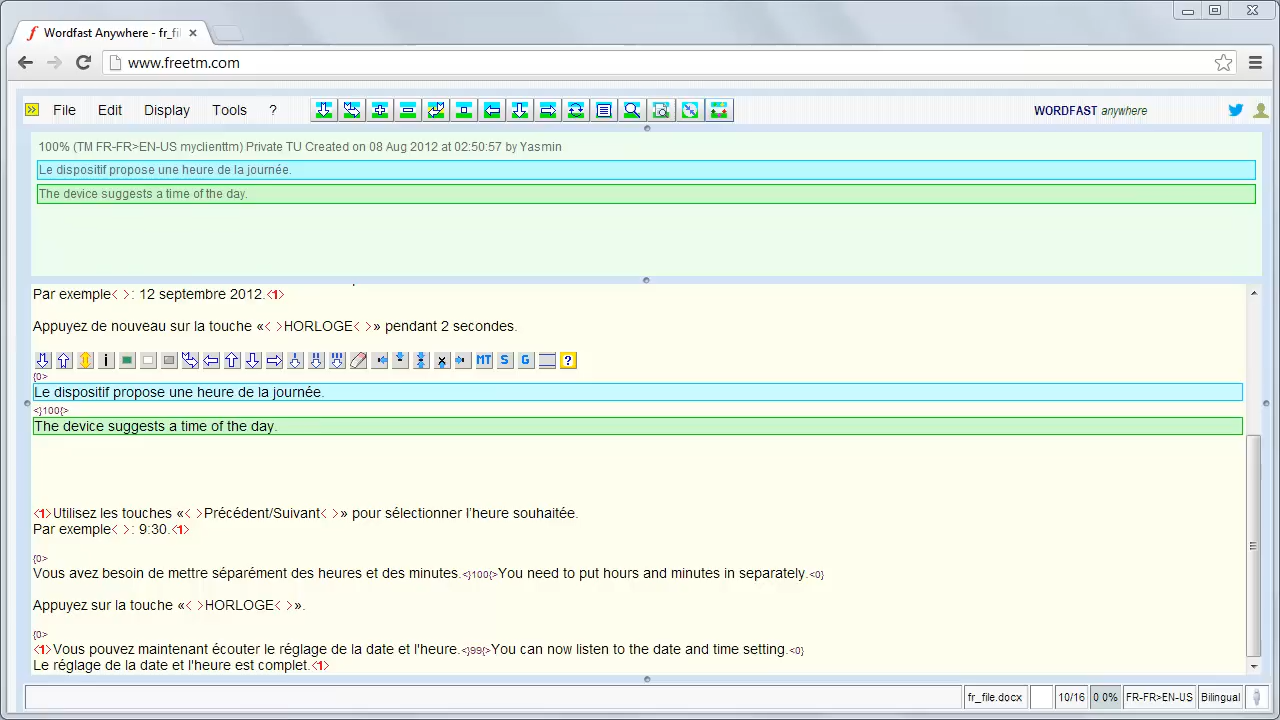 Wordfast Anywhere - fr_fil
www.freetm.com
File Edit Display Tools ?
WORDFAST anywhere
100% (TM FR-FR>EN-US myclienttm) Private TU Created on 08 Aug 2012 at 02:50:57 by Yasmin
Le dispositif propose une heure de la journée.
The device suggests a time of the day.
Par exemple< >: 12 septembre 2012.<1>
Appuyez de nouveau sur la touche «< >HORLOGE< >» pendant 2 secondes.
i MT S G ?
{0>
Le dispositif propose une heure de la journée.
<}100{>
The device suggests a time of the day.
<1>Utilisez les touches «< >Précédent/Suivant< >» pour sélectionner l'heure souhaitée.
Par exemple< >: 9:30.<1>
{0>
Vous avez besoin de mettre séparément des heures et des minutes.<}100{>You need to put hours and minutes in separately.<0}
Appuyez sur la touche «< >HORLOGE< >».
{0>
<1>Vous pouvez maintenant écouter le réglage de la date et l'heure.<}99{>You can now listen to the date and time setting.<0}
Le réglage de la date et l'heure est complet.<1>
fr_file.docx 10/16 0 0% FR-FR>EN-US Bilingual